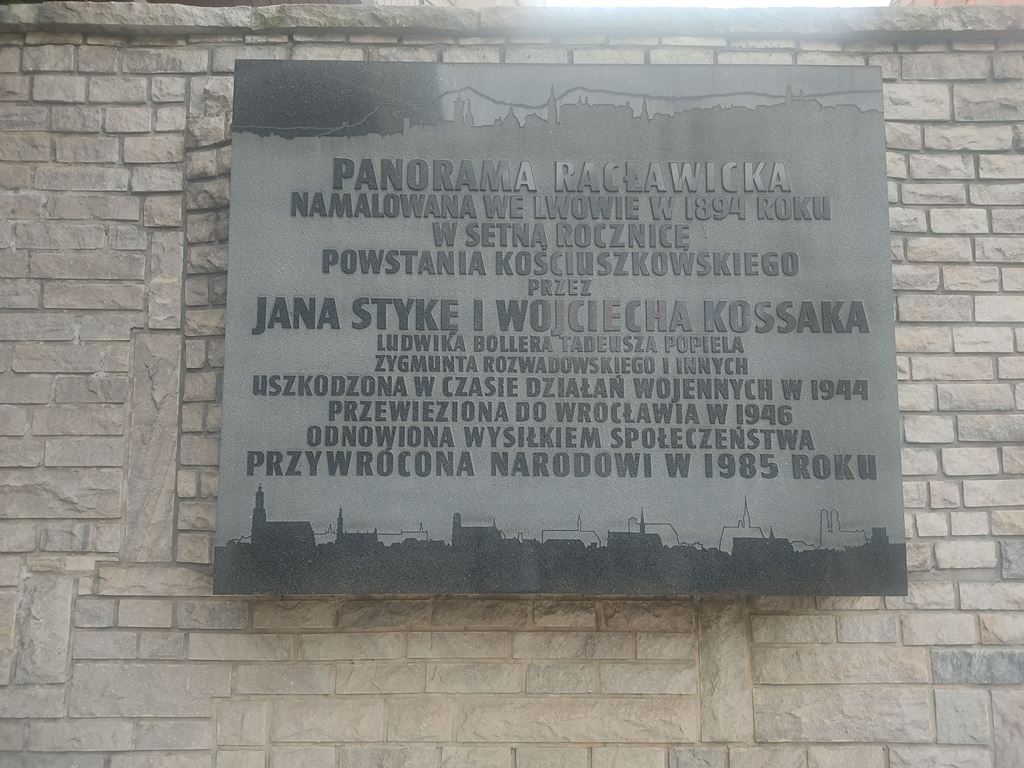 PANORAMA RACŁAWICKA
NAMALOWANA WE LWOWIE W 1894 ROKU
W SETNĄ ROCZNICĘ
POWSTANIA KOŚCIUSZKOWSKIEGO
PRZEZ
JANA STYKĘ I WOJCIECHA KOSSAKA
LUDWIKA BOLLERA TADEUSZA POPIELA
ZYGMUNTA ROZWADOWSKIEGO I INNYCH
USZKODZONA W CZASIE DZIAŁAŃ WOJENNYCH W 1944
PRZEWIEZIONA DO WROCŁAWIA W 1946
ODNOWIONA WYSIŁKIEM SPOŁECZEŃSTWA
PRZYWRÓCONA NARODOWI W 1985 ROKU